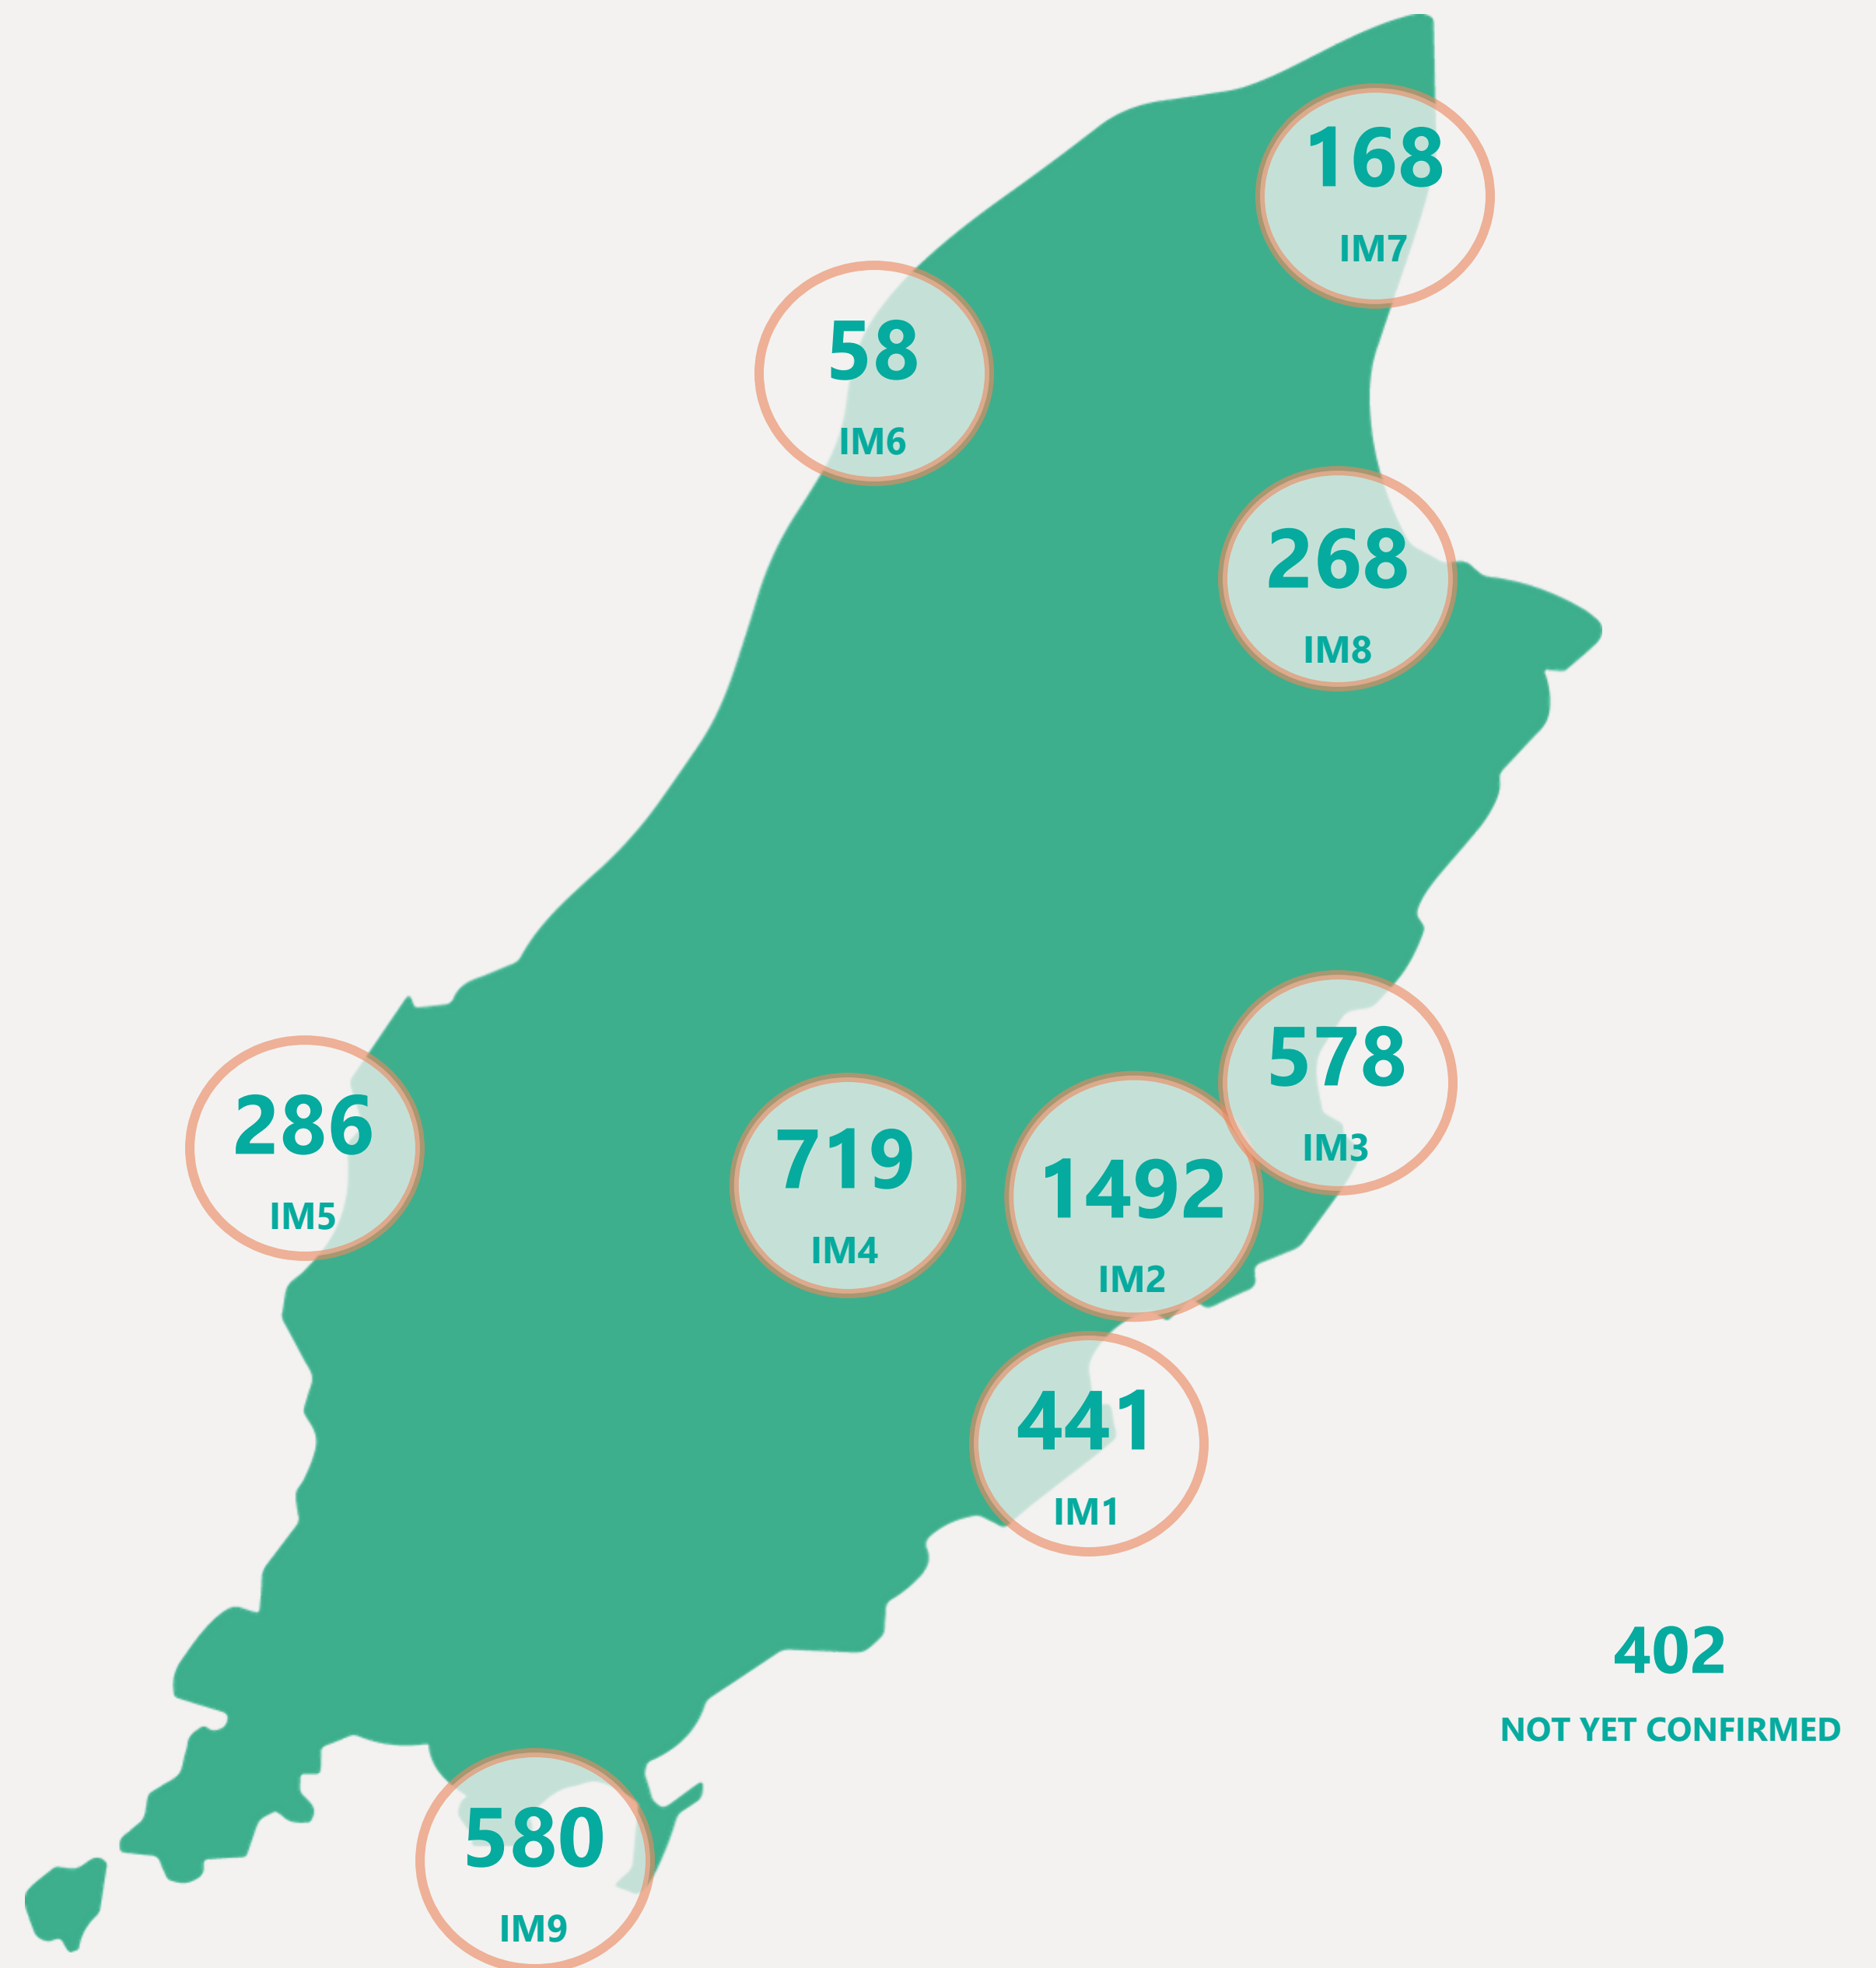 168
IM7
58
IM6
268
IM8
578
IM3
286
IM5
719
IM4
1492
IM2
441
IM1
402
NOT YET CONFIRMED
580
IM9